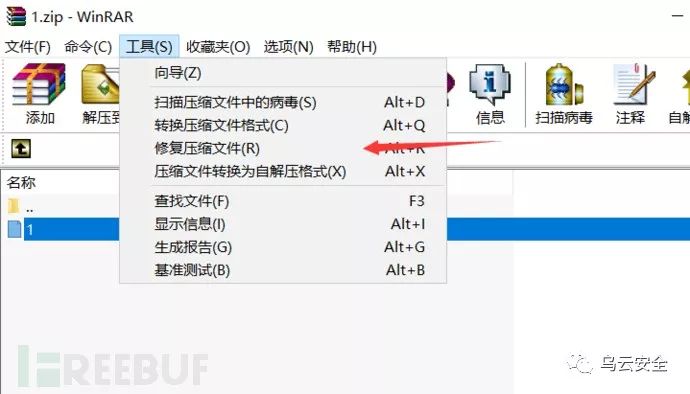 1.zip - WinRAR
文件(F) 命令(C) 工具(S) 收藏夹(O) 选项(N) 帮助(H)
向导(Z)
扫描压缩文件中的病毒(S) Alt+D
转换压缩文件格式(C) Alt+Q
修复压缩文件(R) Alt+R
压缩文件转换为自解压格式(X) Alt+X
查找文件(F) F3
显示信息(I) Alt+I
生成报告(G) Alt+G
基准测试(B) Alt+B
添加 解压到 信息 扫描病毒 注释 自解
名称
..
1
REEBUF
乌云安全